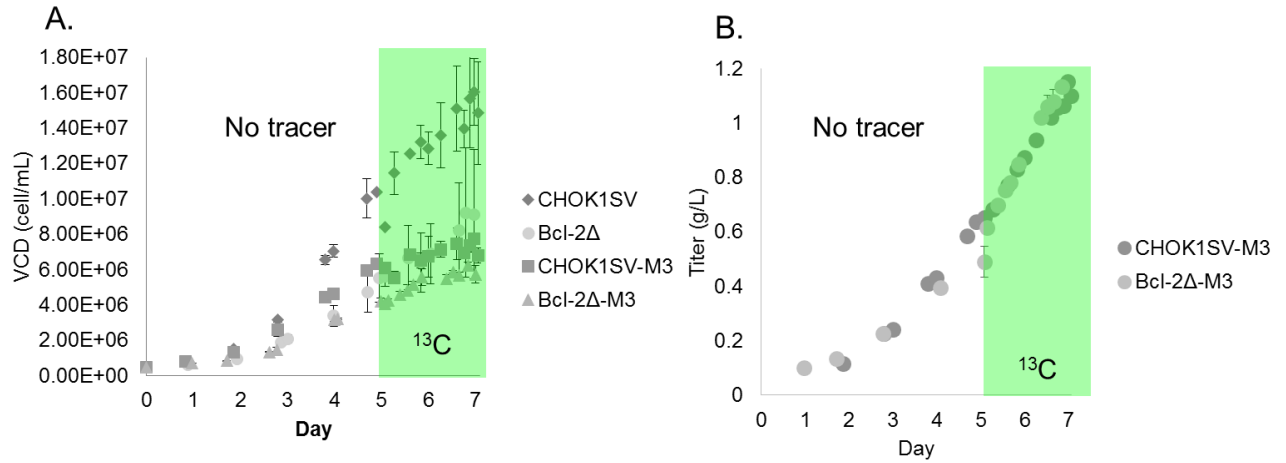 A.
1.80E+07
1.60E+07
1.40E+07
1.20E+07
1.00E+07
8.00E+06
6.00E+06
4.00E+06
2.00E+06
0.00E+00
VCD (cell/mL)
No tracer
¹³C
0 1 2 3 4 5 6 7
Day
CHOK1SV
Bcl-2Δ
CHOK1SV-M3
Bcl-2Δ-M3
B.
1.2
1
0.8
0.6
0.4
0.2
0
Titer (g/L)
No tracer
¹³C
0 1 2 3 4 5 6 7
Day
CHOK1SV-M3
Bcl-2Δ-M3